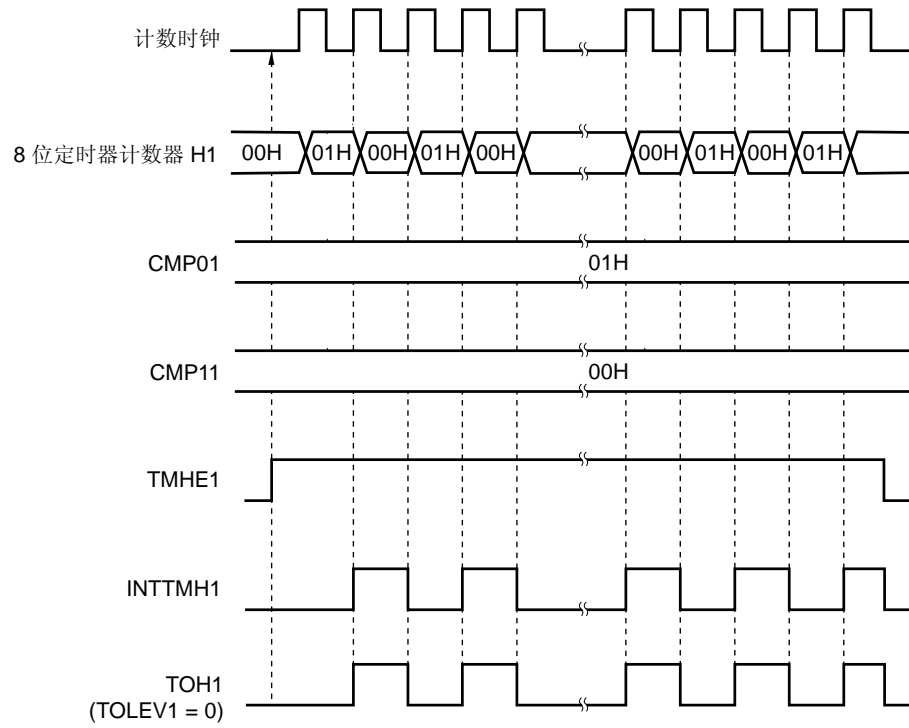 计数时钟
8 位定时器计数器 H1 00H 01H 00H 01H 00H 00H 01H 00H 01H
CMP01 01H
CMP11 00H
TMHE1
INTTMH1
TOH1
(TOLEV1 = 0)